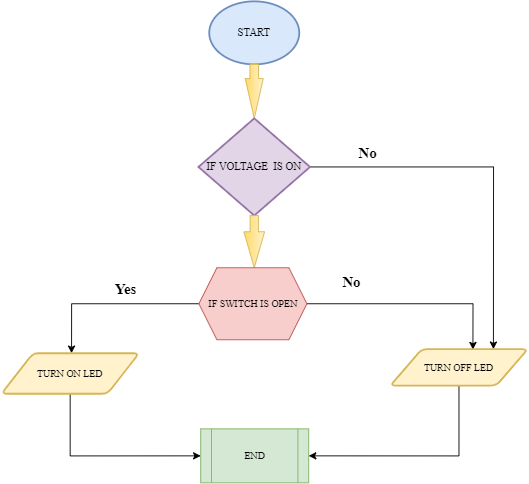 START
IF VOLTAGE IS ON
No
Yes
IF SWITCH IS OPEN
No
TURN ON LED
TURN OFF LED
END